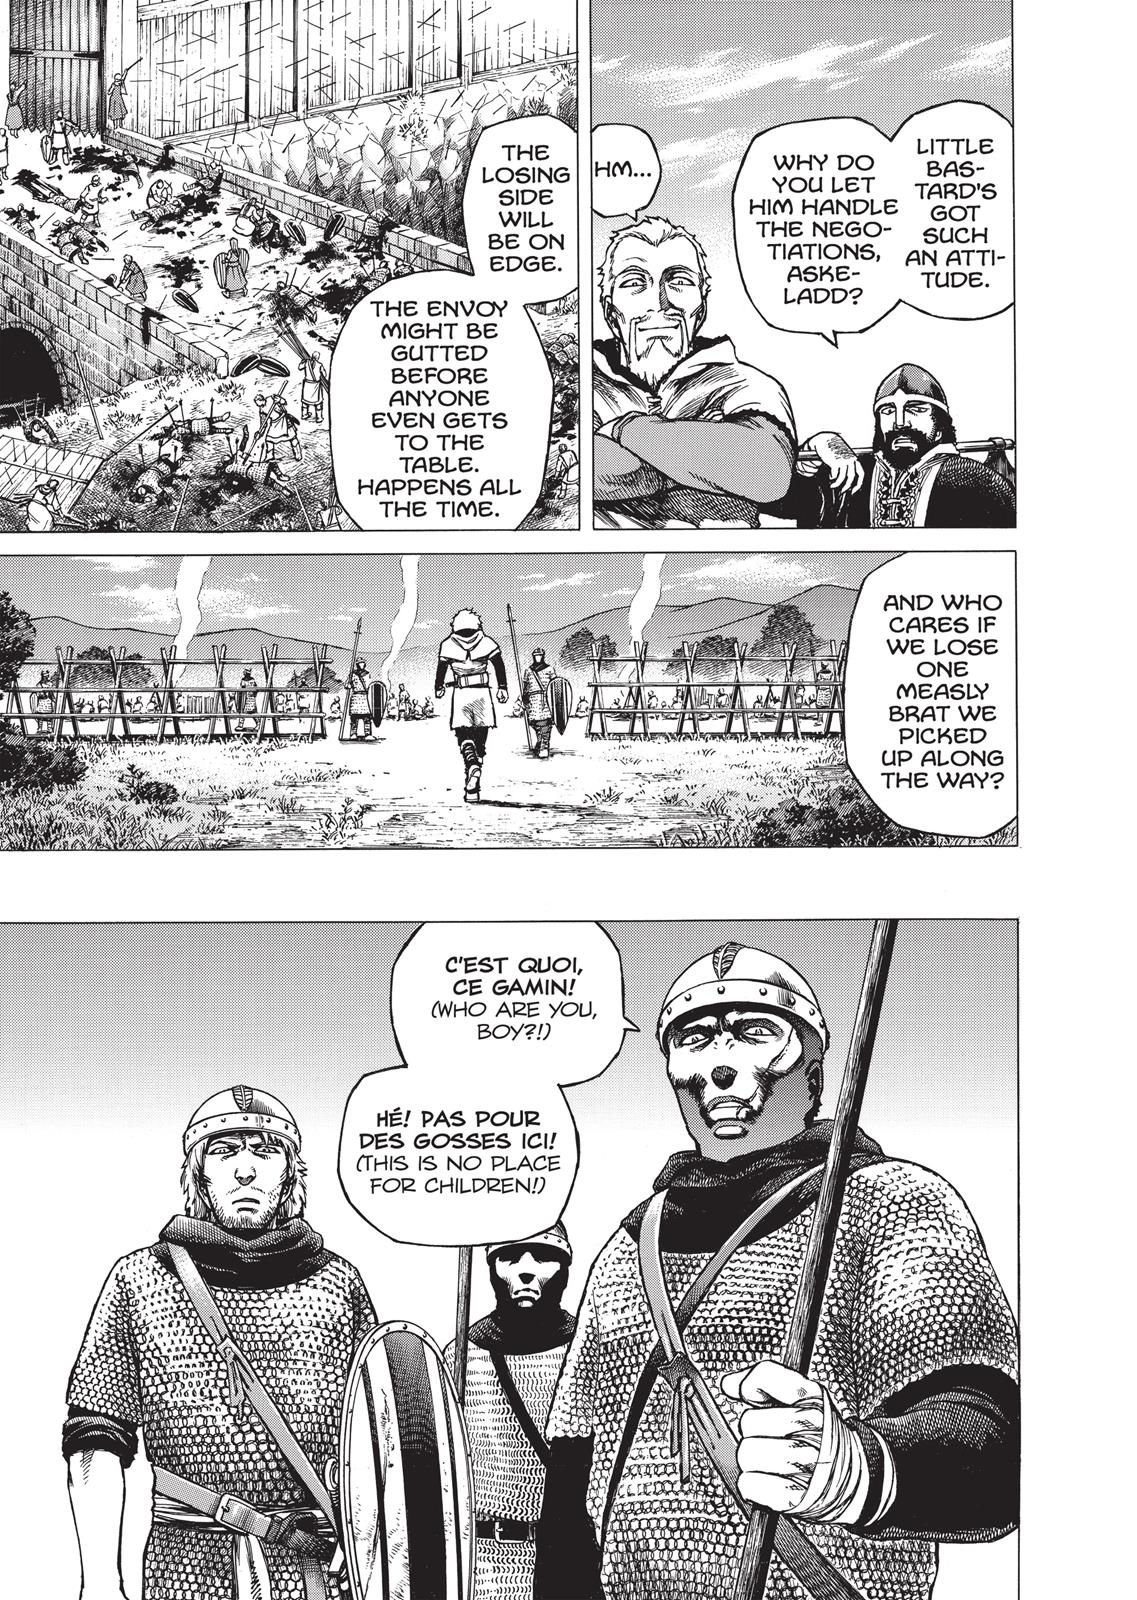 LITTLE
BAS-
TARD'S
GOT
SUCH
AN ATTI-
TUDE.
WHY DO
YOU LET
HIM HANDLE
THE NEGO-
TIATIONS,
ASKE-
LADD?
HM...
THE
LOSING
SIDE
WILL
BE ON
EDGE.
THE ENVOY
MIGHT BE
GUTTED
BEFORE
ANYONE
EVEN GETS
TO THE
TABLE.
HAPPENS ALL
THE TIME.
AND WHO
CARES IF
WE LOSE
ONE
MEASLY
BRAT WE
PICKED
UP ALONG
THE WAY?
C'EST QUOI,
CE GAMIN!
(WHO ARE YOU,
BOY?!)
HÉ! PAS POUR
DES GOSSES ICI!
(THIS IS NO PLACE
FOR CHILDREN!)